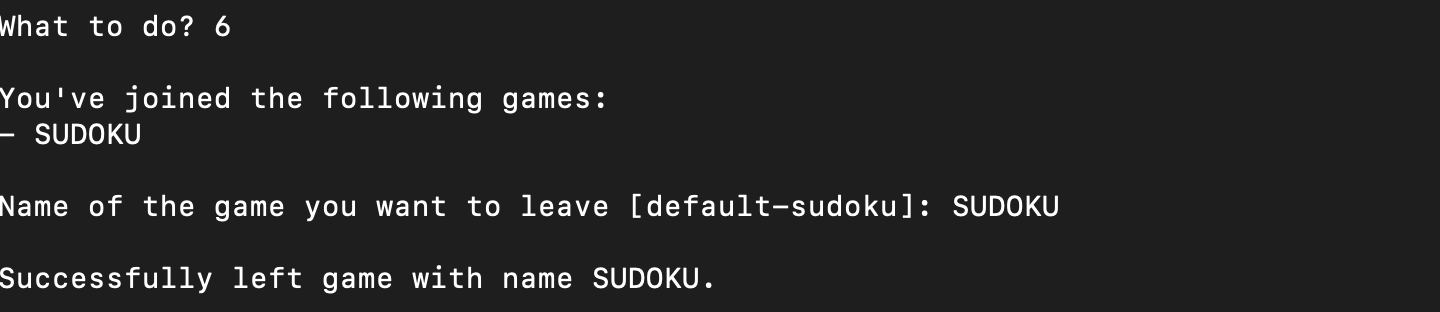 What to do? 6
You've joined the following games:
– SUDOKU
Name of the game you want to leave [default-sudoku]: SUDOKU
Successfully left game with name SUDOKU.